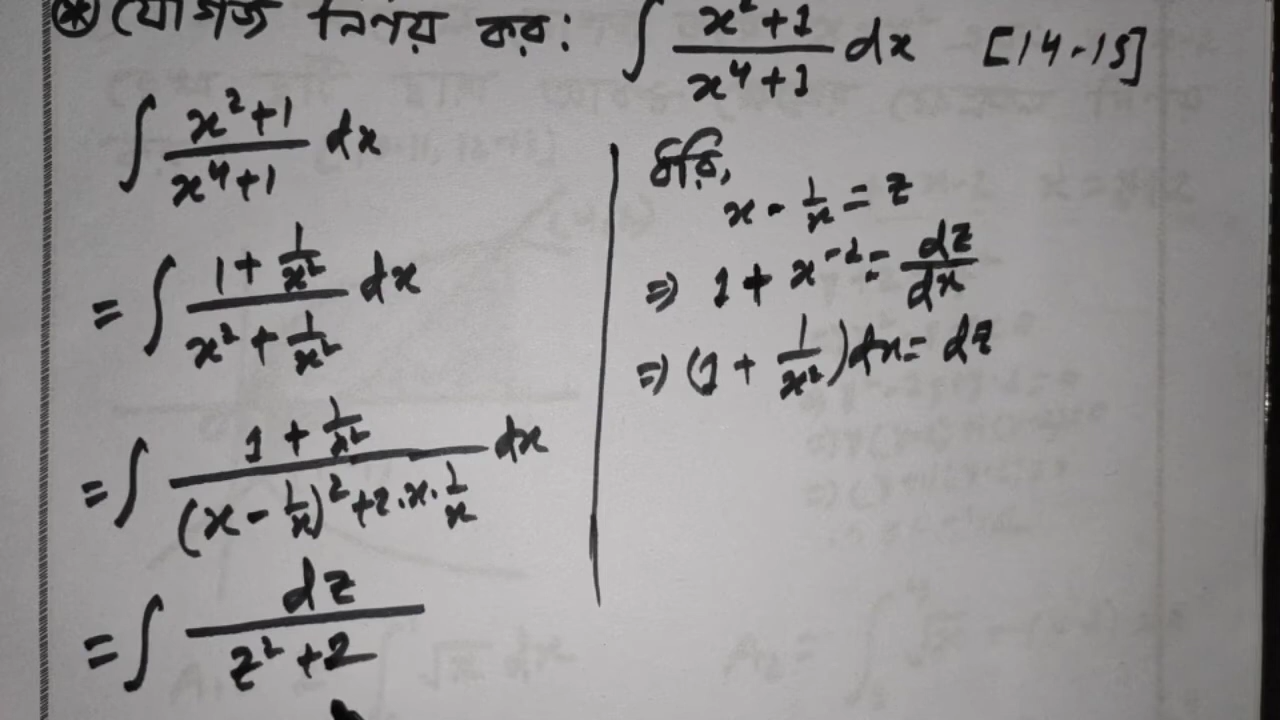 ⊛ যোগজ নির্ণয় কর: ∫ (x²+1)/(x⁴+1) dx [14-15]
∫ (x²+1)/(x⁴+1) dx
= ∫ (1 + 1/x²)/(x² + 1/x²) dx
= ∫ (1 + 1/x²)/((x - 1/x)² + 2·x·1/x) dx
= ∫ dz/(z² + 2)
ধরি,
x - 1/x = z
⇒ 1 + x⁻² = dz/dx
⇒ (1 + 1/x²)dx = dz